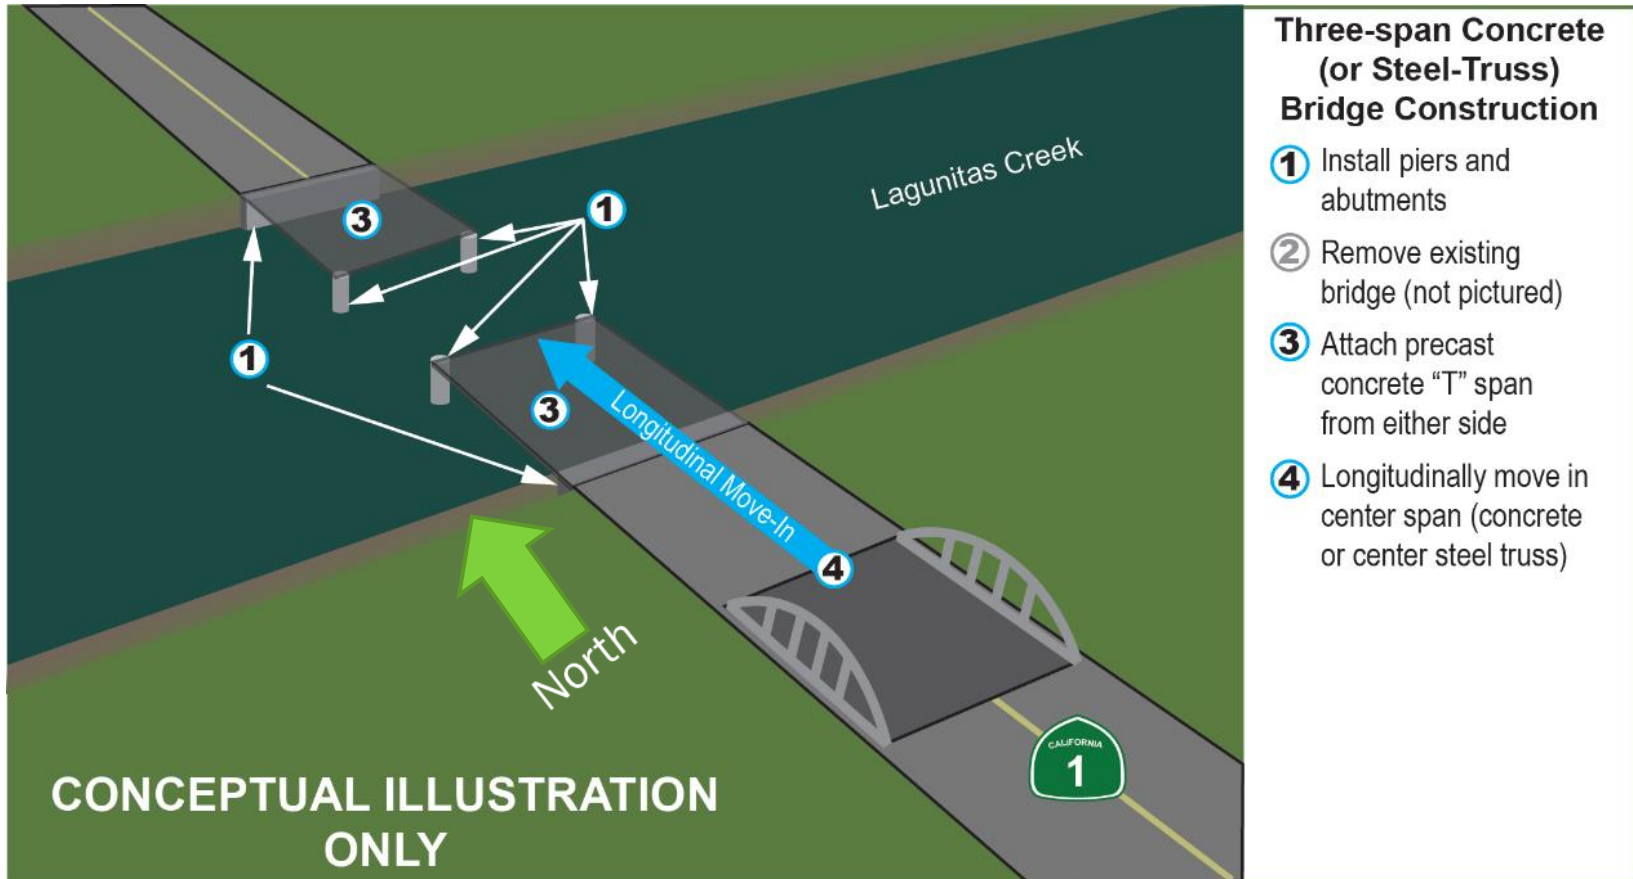 Three-span Concrete
(or Steel-Truss)
Bridge Construction
1 Install piers and
abutments
2 Remove existing
bridge (not pictured)
3 Attach precast
concrete “T” span
from either side
4 Longitudinally move in
center span (concrete
or center steel truss)
Lagunitas Creek
1
3
1
3
Longitudinal Move-In
4
North
CALIFORNIA
1
CONCEPTUAL ILLUSTRATION
ONLY